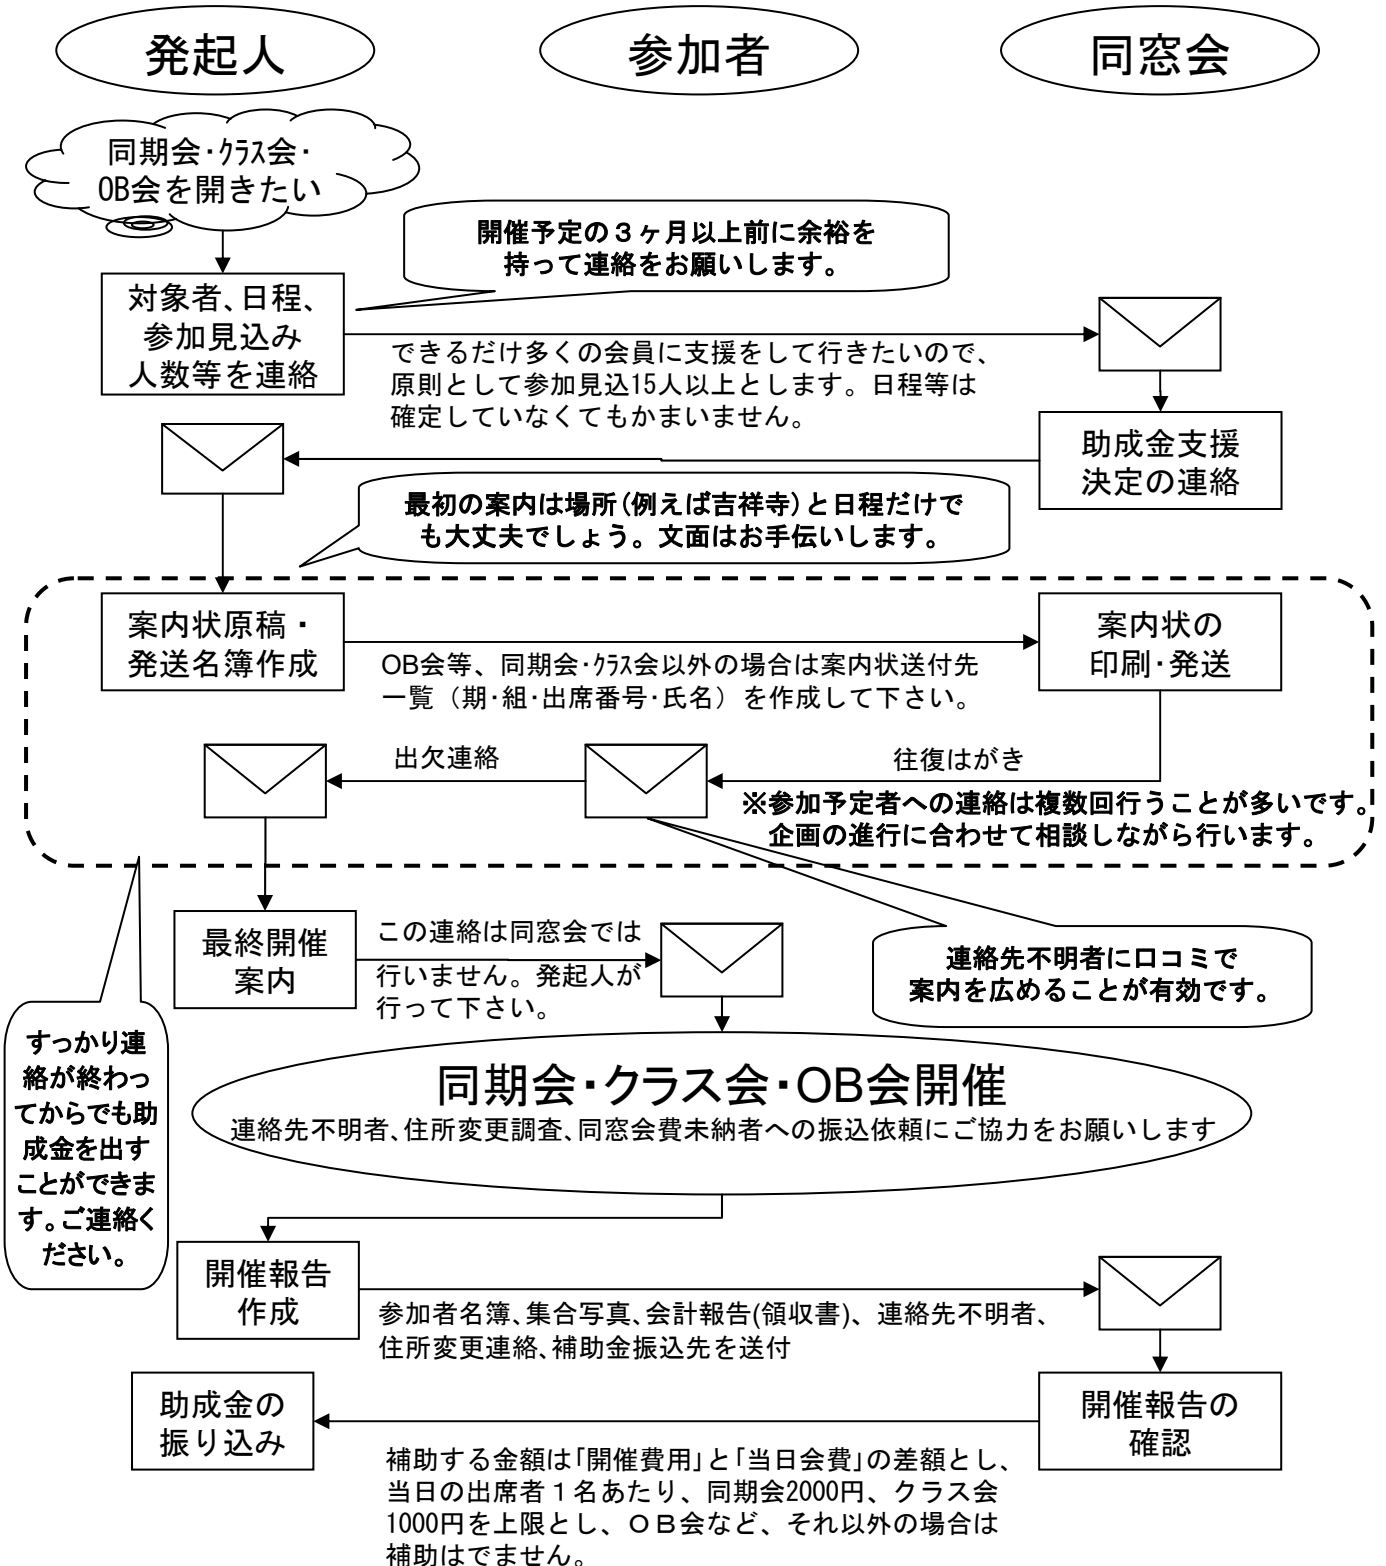 発起人
参加者
同窓会
同期会･ｸﾗｽ会･
OB会を開きたい
開催予定の３ヶ月以上前に余裕を
持って連絡をお願いします。
対象者、日程、
参加見込み
人数等を連絡
できるだけ多くの会員に支援をして行きたいので、
原則として参加見込15人以上とします。日程等は
確定していなくてもかまいません。
助成金支援
決定の連絡
最初の案内は場所(例えば吉祥寺)と日程だけで
も大丈夫でしょう。文面はお手伝いします。
案内状原稿・
発送名簿作成
案内状の
印刷･発送
OB会等、同期会･ｸﾗｽ会以外の場合は案内状送付先
一覧（期･組･出席番号･氏名）を作成して下さい。
出欠連絡
往復はがき
※参加予定者への連絡は複数回行うことが多いです。
企画の進行に合わせて相談しながら行います。
最終開催
案内
この連絡は同窓会では
行いません。発起人が
行って下さい。
連絡先不明者に口コミで
案内を広めることが有効です。
すっかり連
絡が終わっ
てからでも助
成金を出す
ことができま
す。ご連絡く
ださい。
同期会・クラス会・OB会開催
連絡先不明者、住所変更調査、同窓会費未納者への振込依頼にご協力をお願いします
開催報告
作成
参加者名簿、集合写真、会計報告(領収書)、連絡先不明者、
住所変更連絡、補助金振込先を送付
助成金の
振り込み
開催報告の
確認
補助する金額は｢開催費用｣と｢当日会費｣の差額とし、
当日の出席者１名あたり、同期会2000円、クラス会
1000円を上限とし、ＯＢ会など、それ以外の場合は
補助はでません。